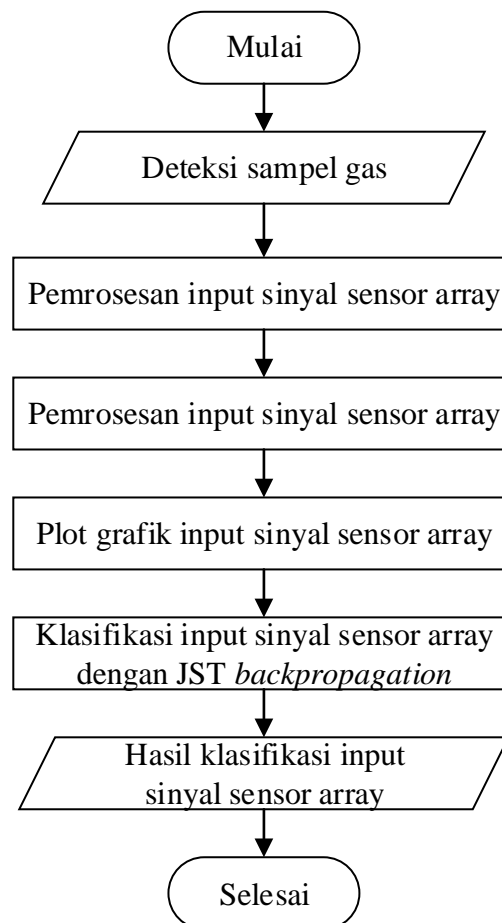 Mulai
Deteksi sampel gas
Pemrosesan input sinyal sensor array
Pemrosesan input sinyal sensor array
Plot grafik input sinyal sensor array
Klasifikasi input sinyal sensor array
dengan JST backpropagation
Hasil klasifikasi input
sinyal sensor array
Selesai